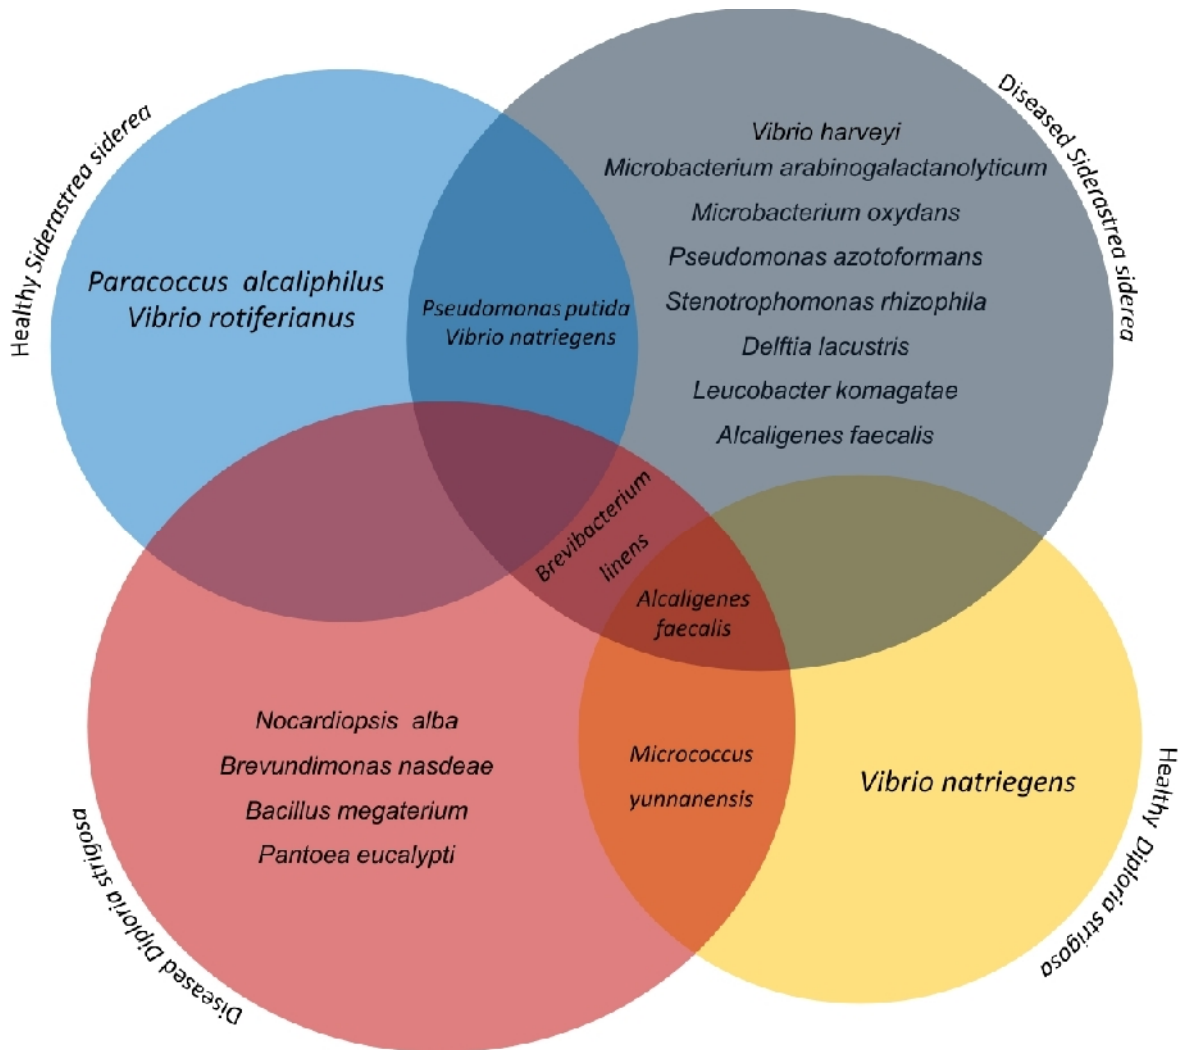 Healthy Siderastrea siderea
Diseased Siderastrea siderea
Vibrio harveyi
Microbacterium arabinogalactanolyticum
Microbacterium oxydans
Pseudomonas azotoformans
Stenotrophomonas rhizophila
Delftia lacustris
Leucobacter komagatae
Alcaligenes faecalis
Paracoccus alcaliphilus
Vibrio rotiferianus
Pseudomonas putida
Vibrio natriegens
Brevibacterium
linens
Alcaligenes
faecalis
Nocardiopsis alba
Brevundimonas nasdeae
Bacillus megaterium
Pantoea eucalypti
Micrococcus
yunnanensis
Vibrio natriegens
Diseased Diploria strigosa
Healthy Diploria strigosa